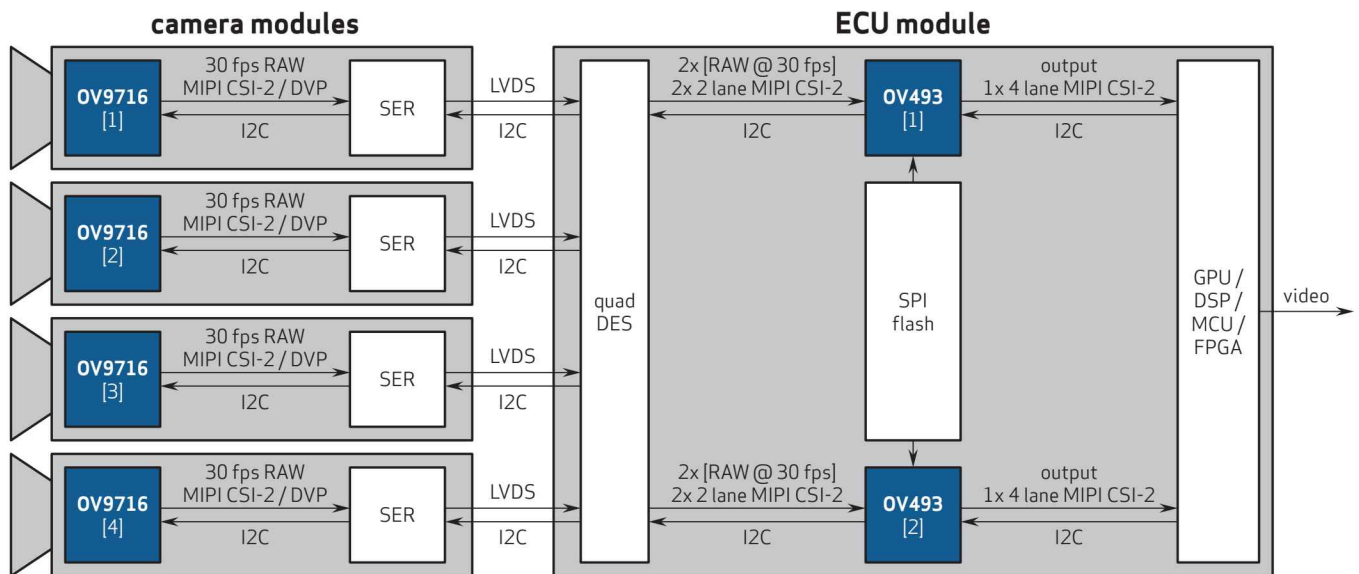 camera modules
ECU module
OV9716
[1]
30 fps RAW
MIPI CSI-2 / DVP
I2C
SER
LVDS
I2C
OV9716
[2]
30 fps RAW
MIPI CSI-2 / DVP
I2C
SER
LVDS
I2C
OV9716
[3]
30 fps RAW
MIPI CSI-2 / DVP
I2C
SER
LVDS
I2C
OV9716
[4]
30 fps RAW
MIPI CSI-2 / DVP
I2C
SER
LVDS
I2C
quad
DES
2x [RAW @ 30 fps]
2x 2 lane MIPI CSI-2
I2C
OV493
[1]
output
1x 4 lane MIPI CSI-2
I2C
SPI
flash
2x [RAW @ 30 fps]
2x 2 lane MIPI CSI-2
I2C
OV493
[2]
output
1x 4 lane MIPI CSI-2
I2C
GPU /
DSP /
MCU /
FPGA
video